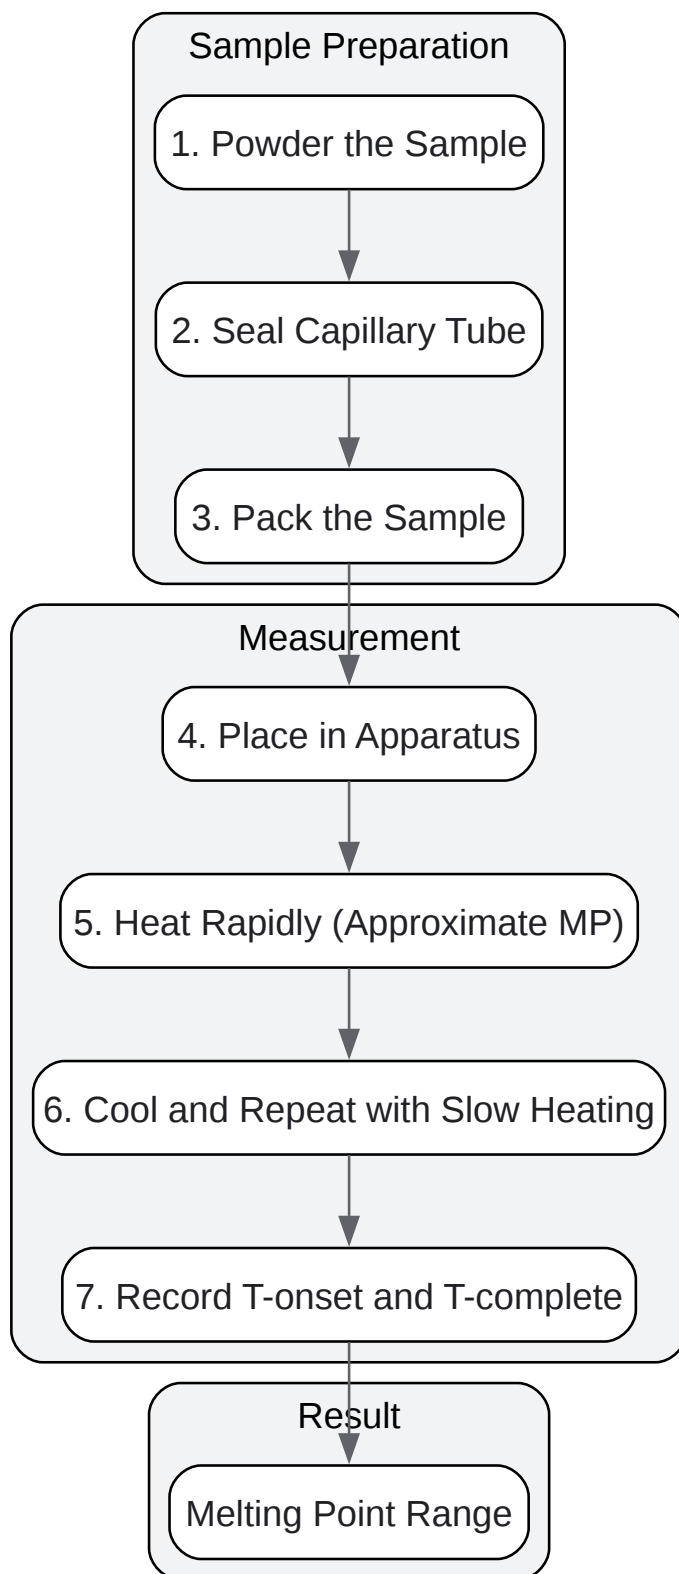 Sample Preparation
1. Powder the Sample
2. Seal Capillary Tube
3. Pack the Sample
Measurement
4. Place in Apparatus
5. Heat Rapidly (Approximate MP)
6. Cool and Repeat with Slow Heating
7. Record T-onset and T-complete
Result
Melting Point Range